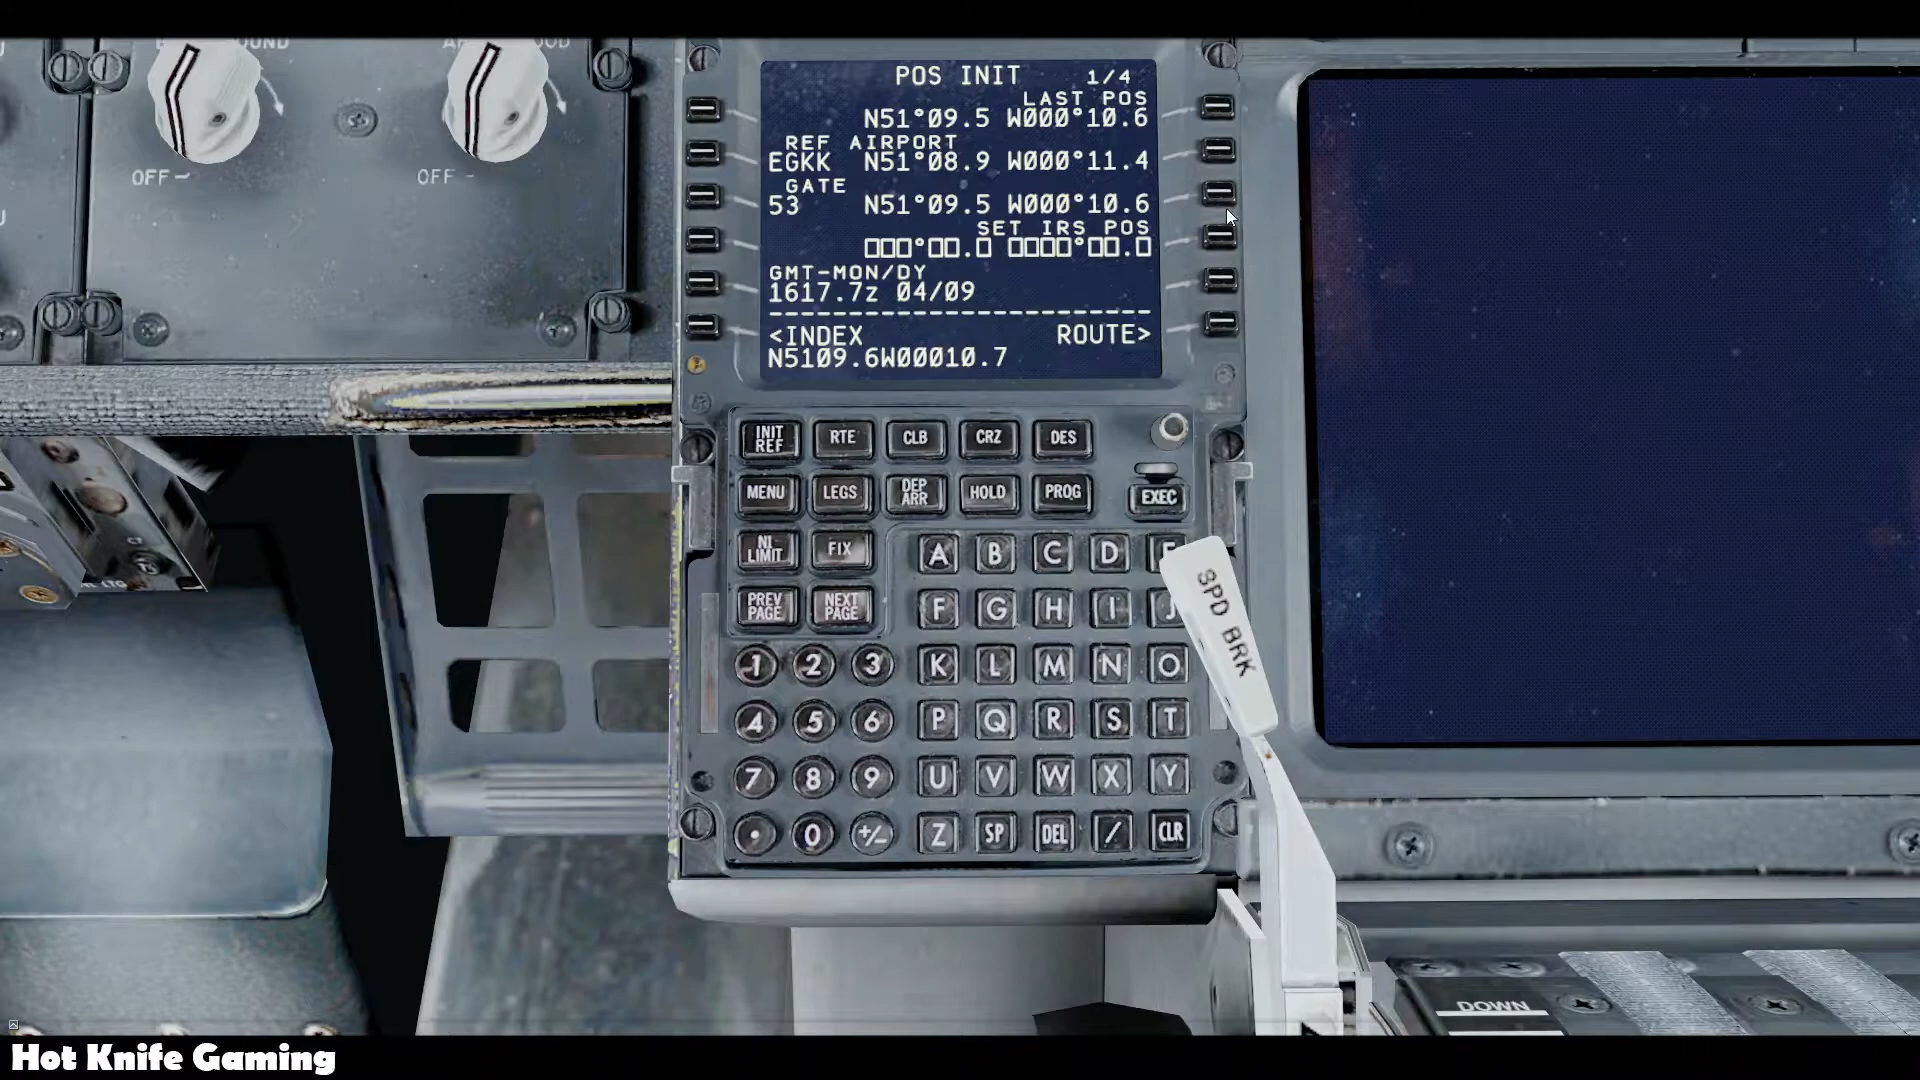 OFF
OFF
POS INIT 1/4
LAST POS
N51°09.5 W000°10.6
REF AIRPORT
EGKK N51°08.9 W000°11.4
GATE
53 N51°09.5 W000°10.6
SET IRS POS
□□□°□□.□ □□□□°□□.□
GMT-MON/DY
1617.7z 04/09
--------------------
<INDEX ROUTE>
N5109.6W00010.7
INIT REF RTE CLB CRZ DES
MENU LEGS DEP ARR HOLD PROG EXEC
N1 LIMIT FIX A B C D
PREV PAGE NEXT PAGE F G H I J
1 2 3 K L M N O
4 5 6 P Q R S T
7 8 9 U V W X Y
. 0 +/- Z SP DEL / CLR
SPD BRK
DOWN
Hot Knife Gaming